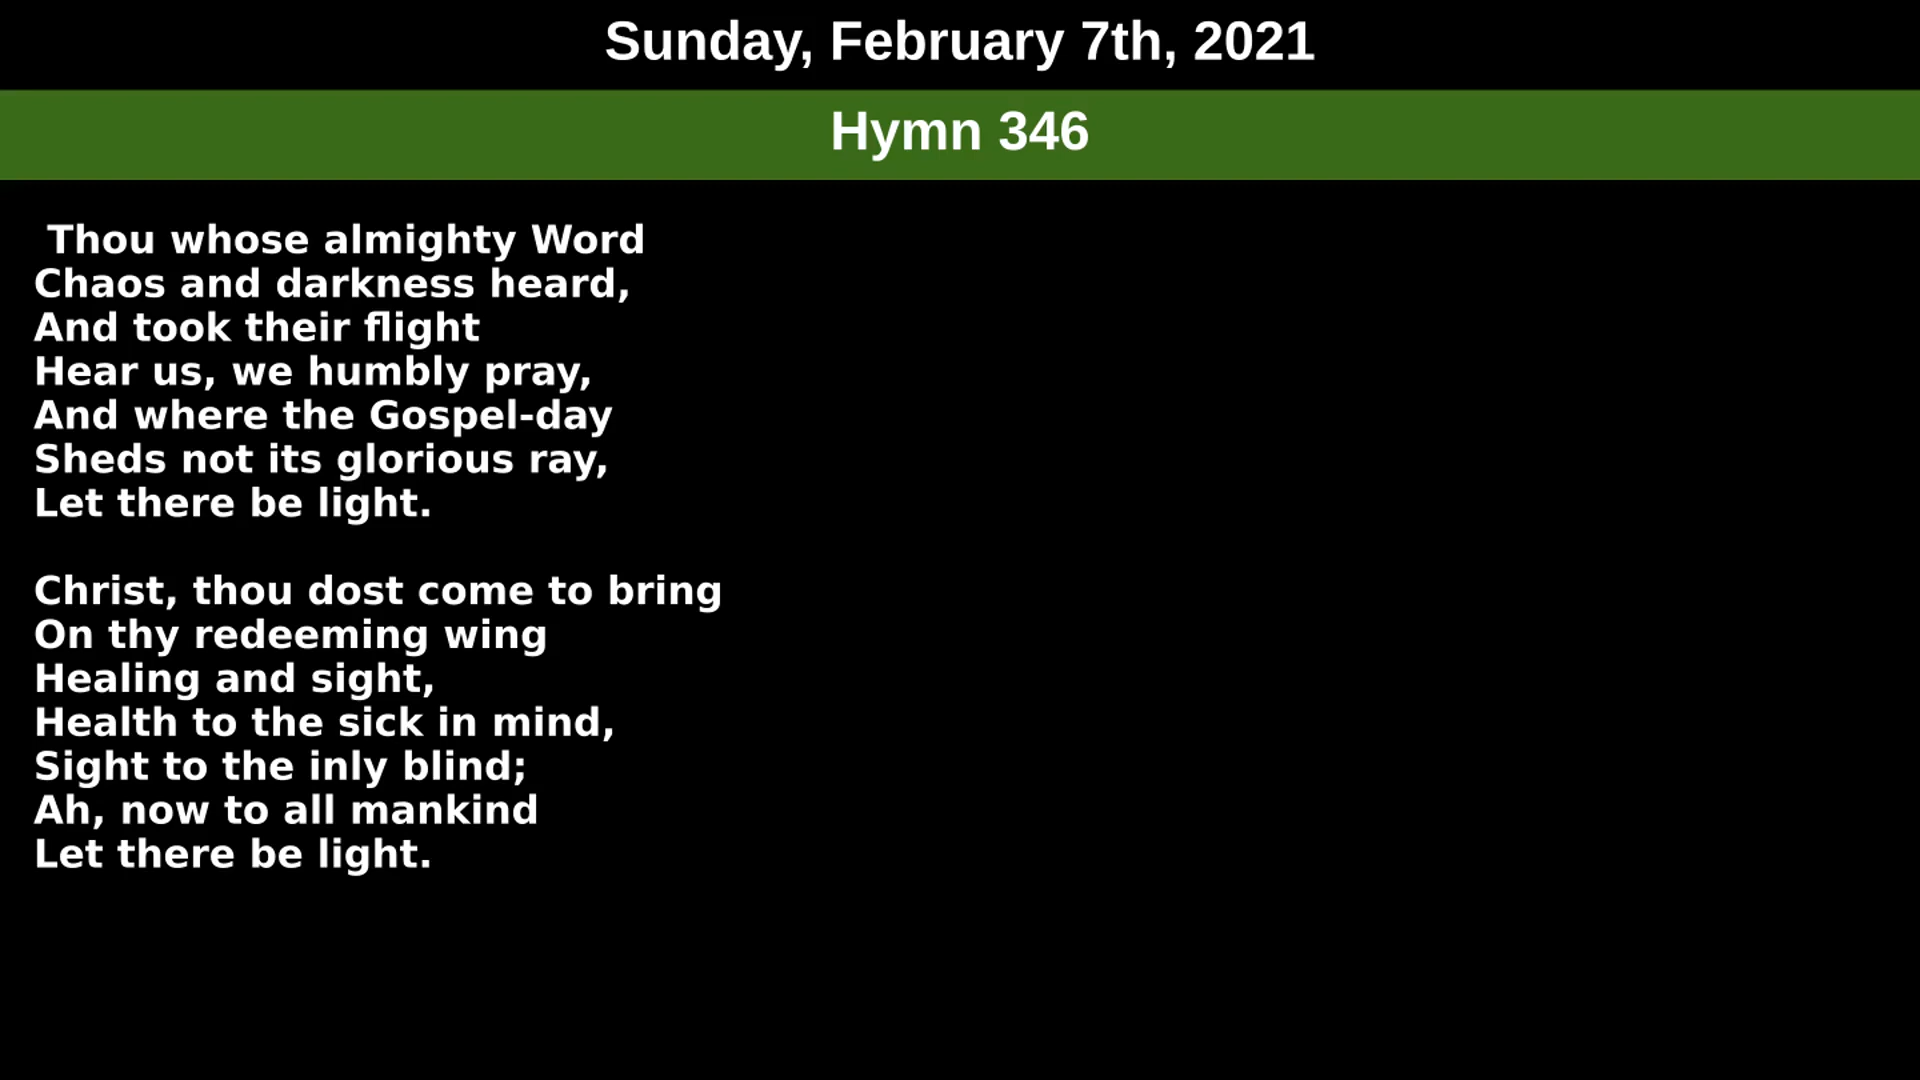 Sunday, February 7th, 2021
Hymn 346
Thou whose almighty Word
Chaos and darkness heard,
And took their flight
Hear us, we humbly pray,
And where the Gospel-day
Sheds not its glorious ray,
Let there be light.
Christ, thou dost come to bring
On thy redeeming wing
Healing and sight,
Health to the sick in mind,
Sight to the inly blind;
Ah, now to all mankind
Let there be light.